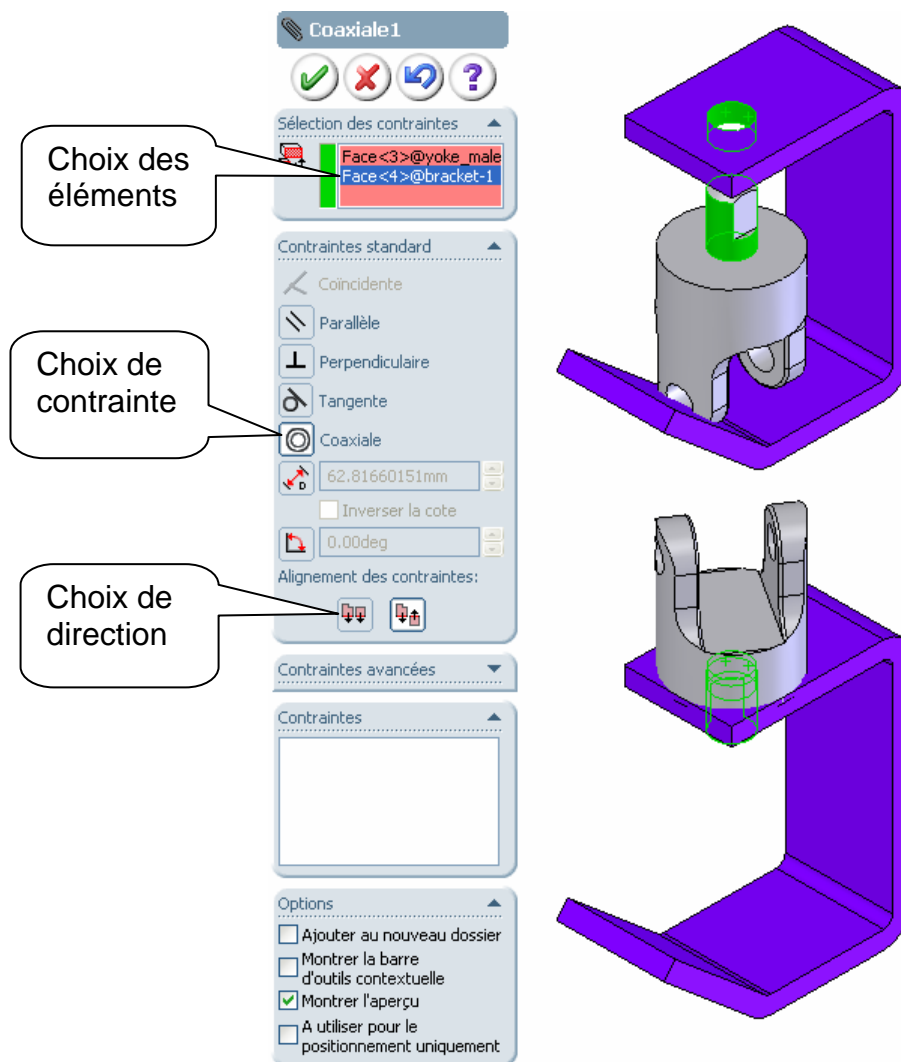 Coaxiale1
?
Sélection des contraintes
Choix des
éléments
Face<3>@yoke_male
Face<4>@bracket-1
Contraintes standard
Coïncidente
Parallèle
Perpendiculaire
Tangente
Choix de
contrainte
Coaxiale
D
62.81660151mm
Inverser la cote
0.00deg
Alignement des contraintes:
Choix de
direction
Contraintes avancées
Contraintes
Options
Ajouter au nouveau dossier
Montrer la barre
d'outils contextuelle
Montrer l'aperçu
A utiliser pour le
positionnement uniquement